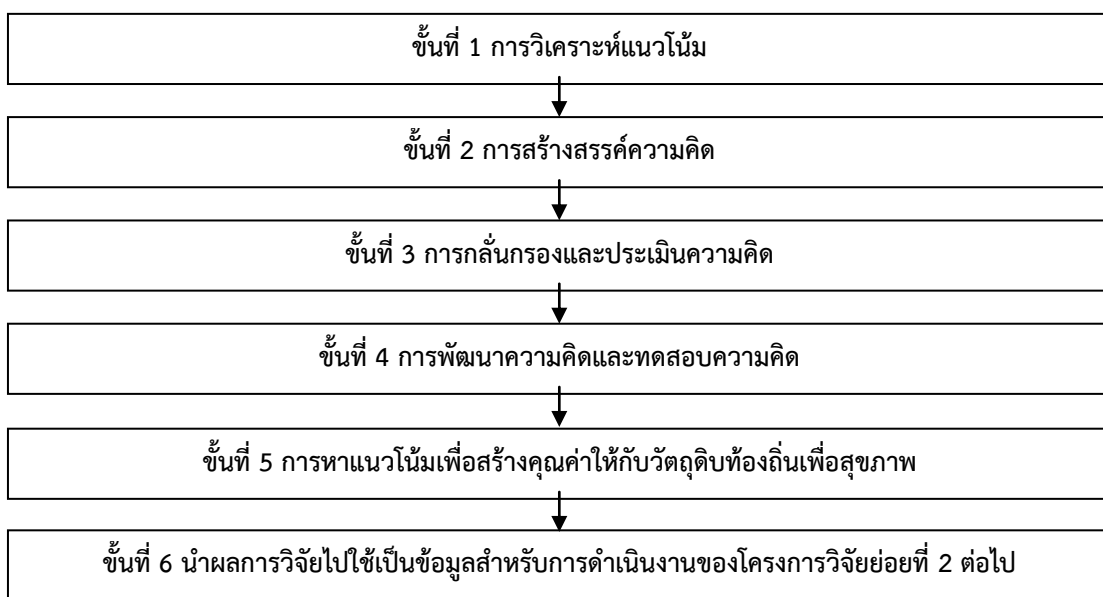 ขั้นที่ 1 การวิเคราะห์แนวโน้ม
ขั้นที่ 2 การสร้างสรรค์ความคิด
ขั้นที่ 3 การกลั่นกรองและประเมินความคิด
ขั้นที่ 4 การพัฒนาความคิดและทดสอบความคิด
ขั้นที่ 5 การหาแนวโน้มเพื่อสร้างคุณค่าให้กับวัตถุดิบท้องถิ่นเพื่อสุขภาพ
ขั้นที่ 6 นำผลการวิจัยไปใช้เป็นข้อมูลสำหรับการดำเนินงานของโครงการวิจัยย่อยที่ 2 ต่อไป